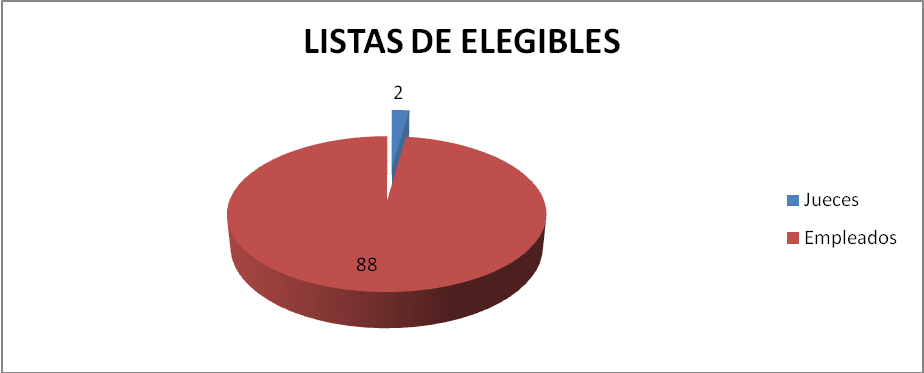 LISTAS DE ELEGIBLES
2
88
Jueces
Empleados